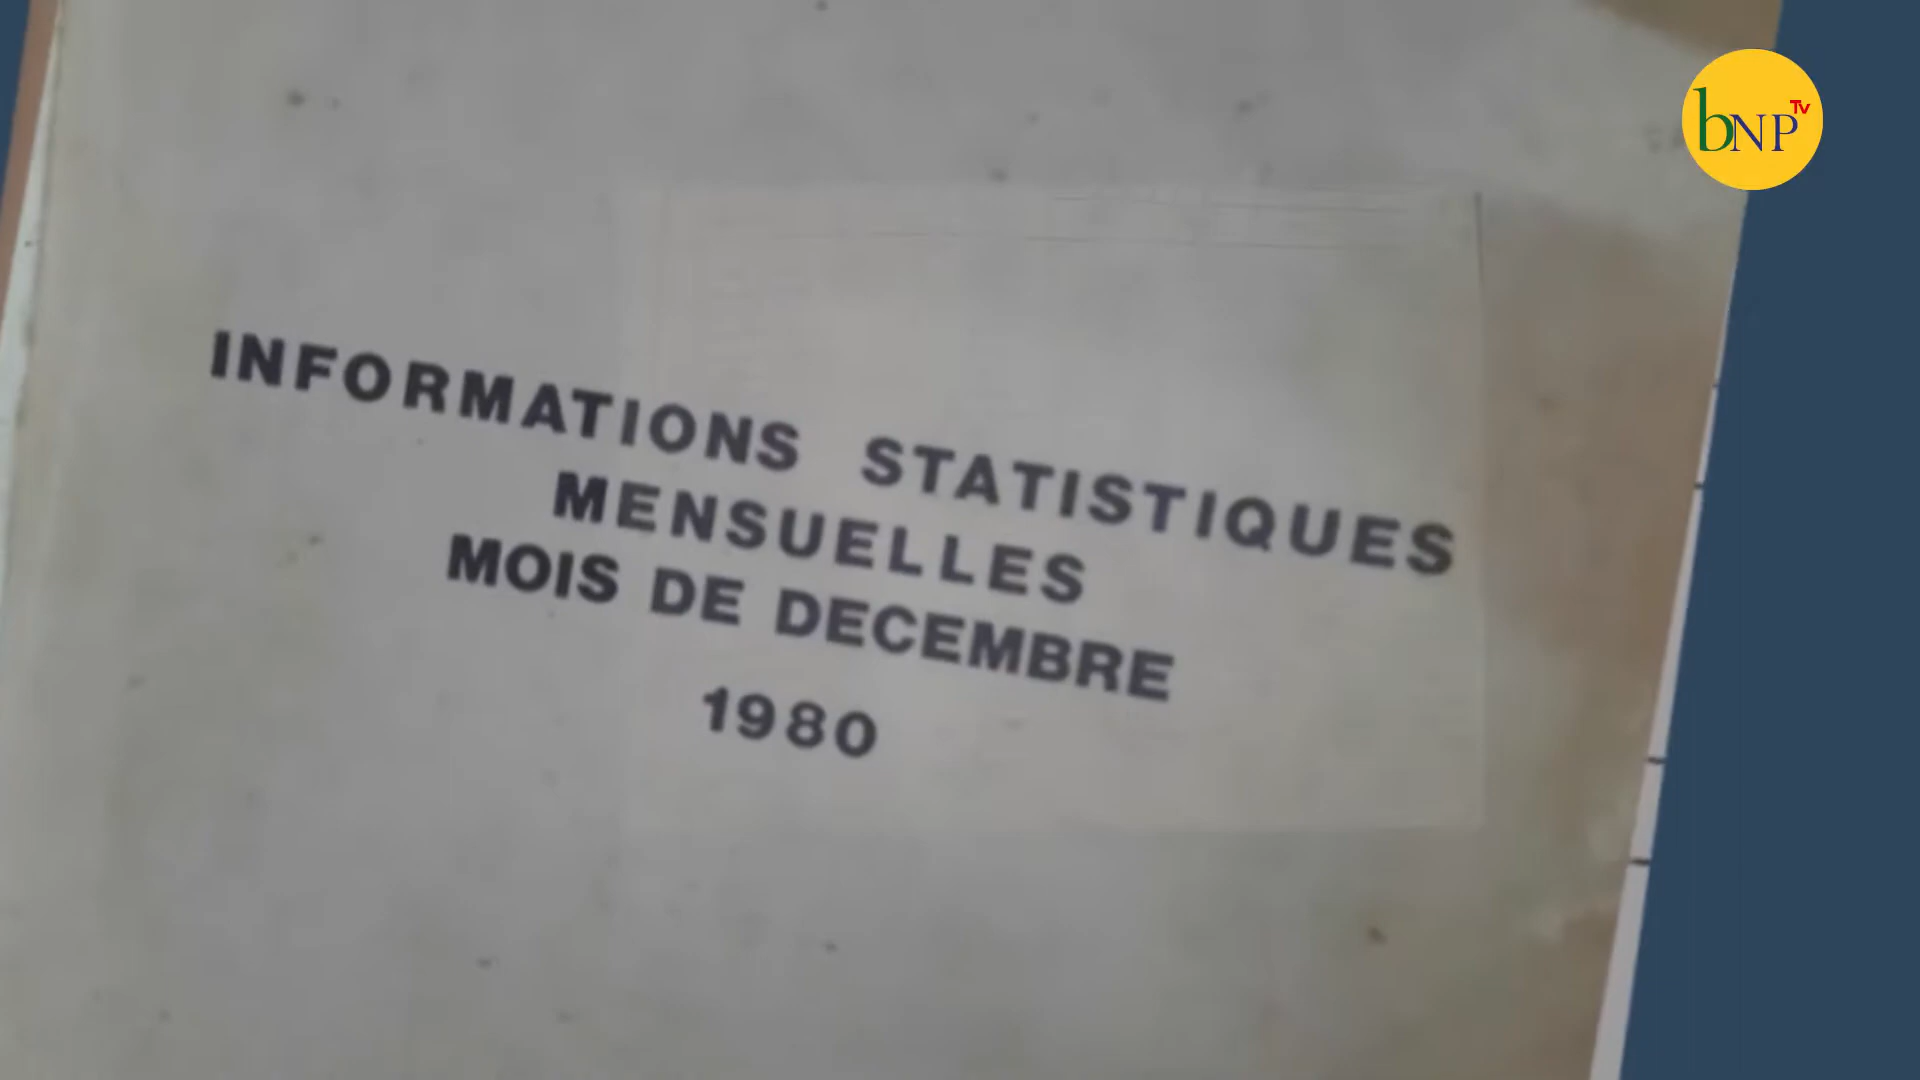 bNP Tv
INFORMATIONS STATISTIQUES
MENSUELLES
MOIS DE DECEMBRE
1980